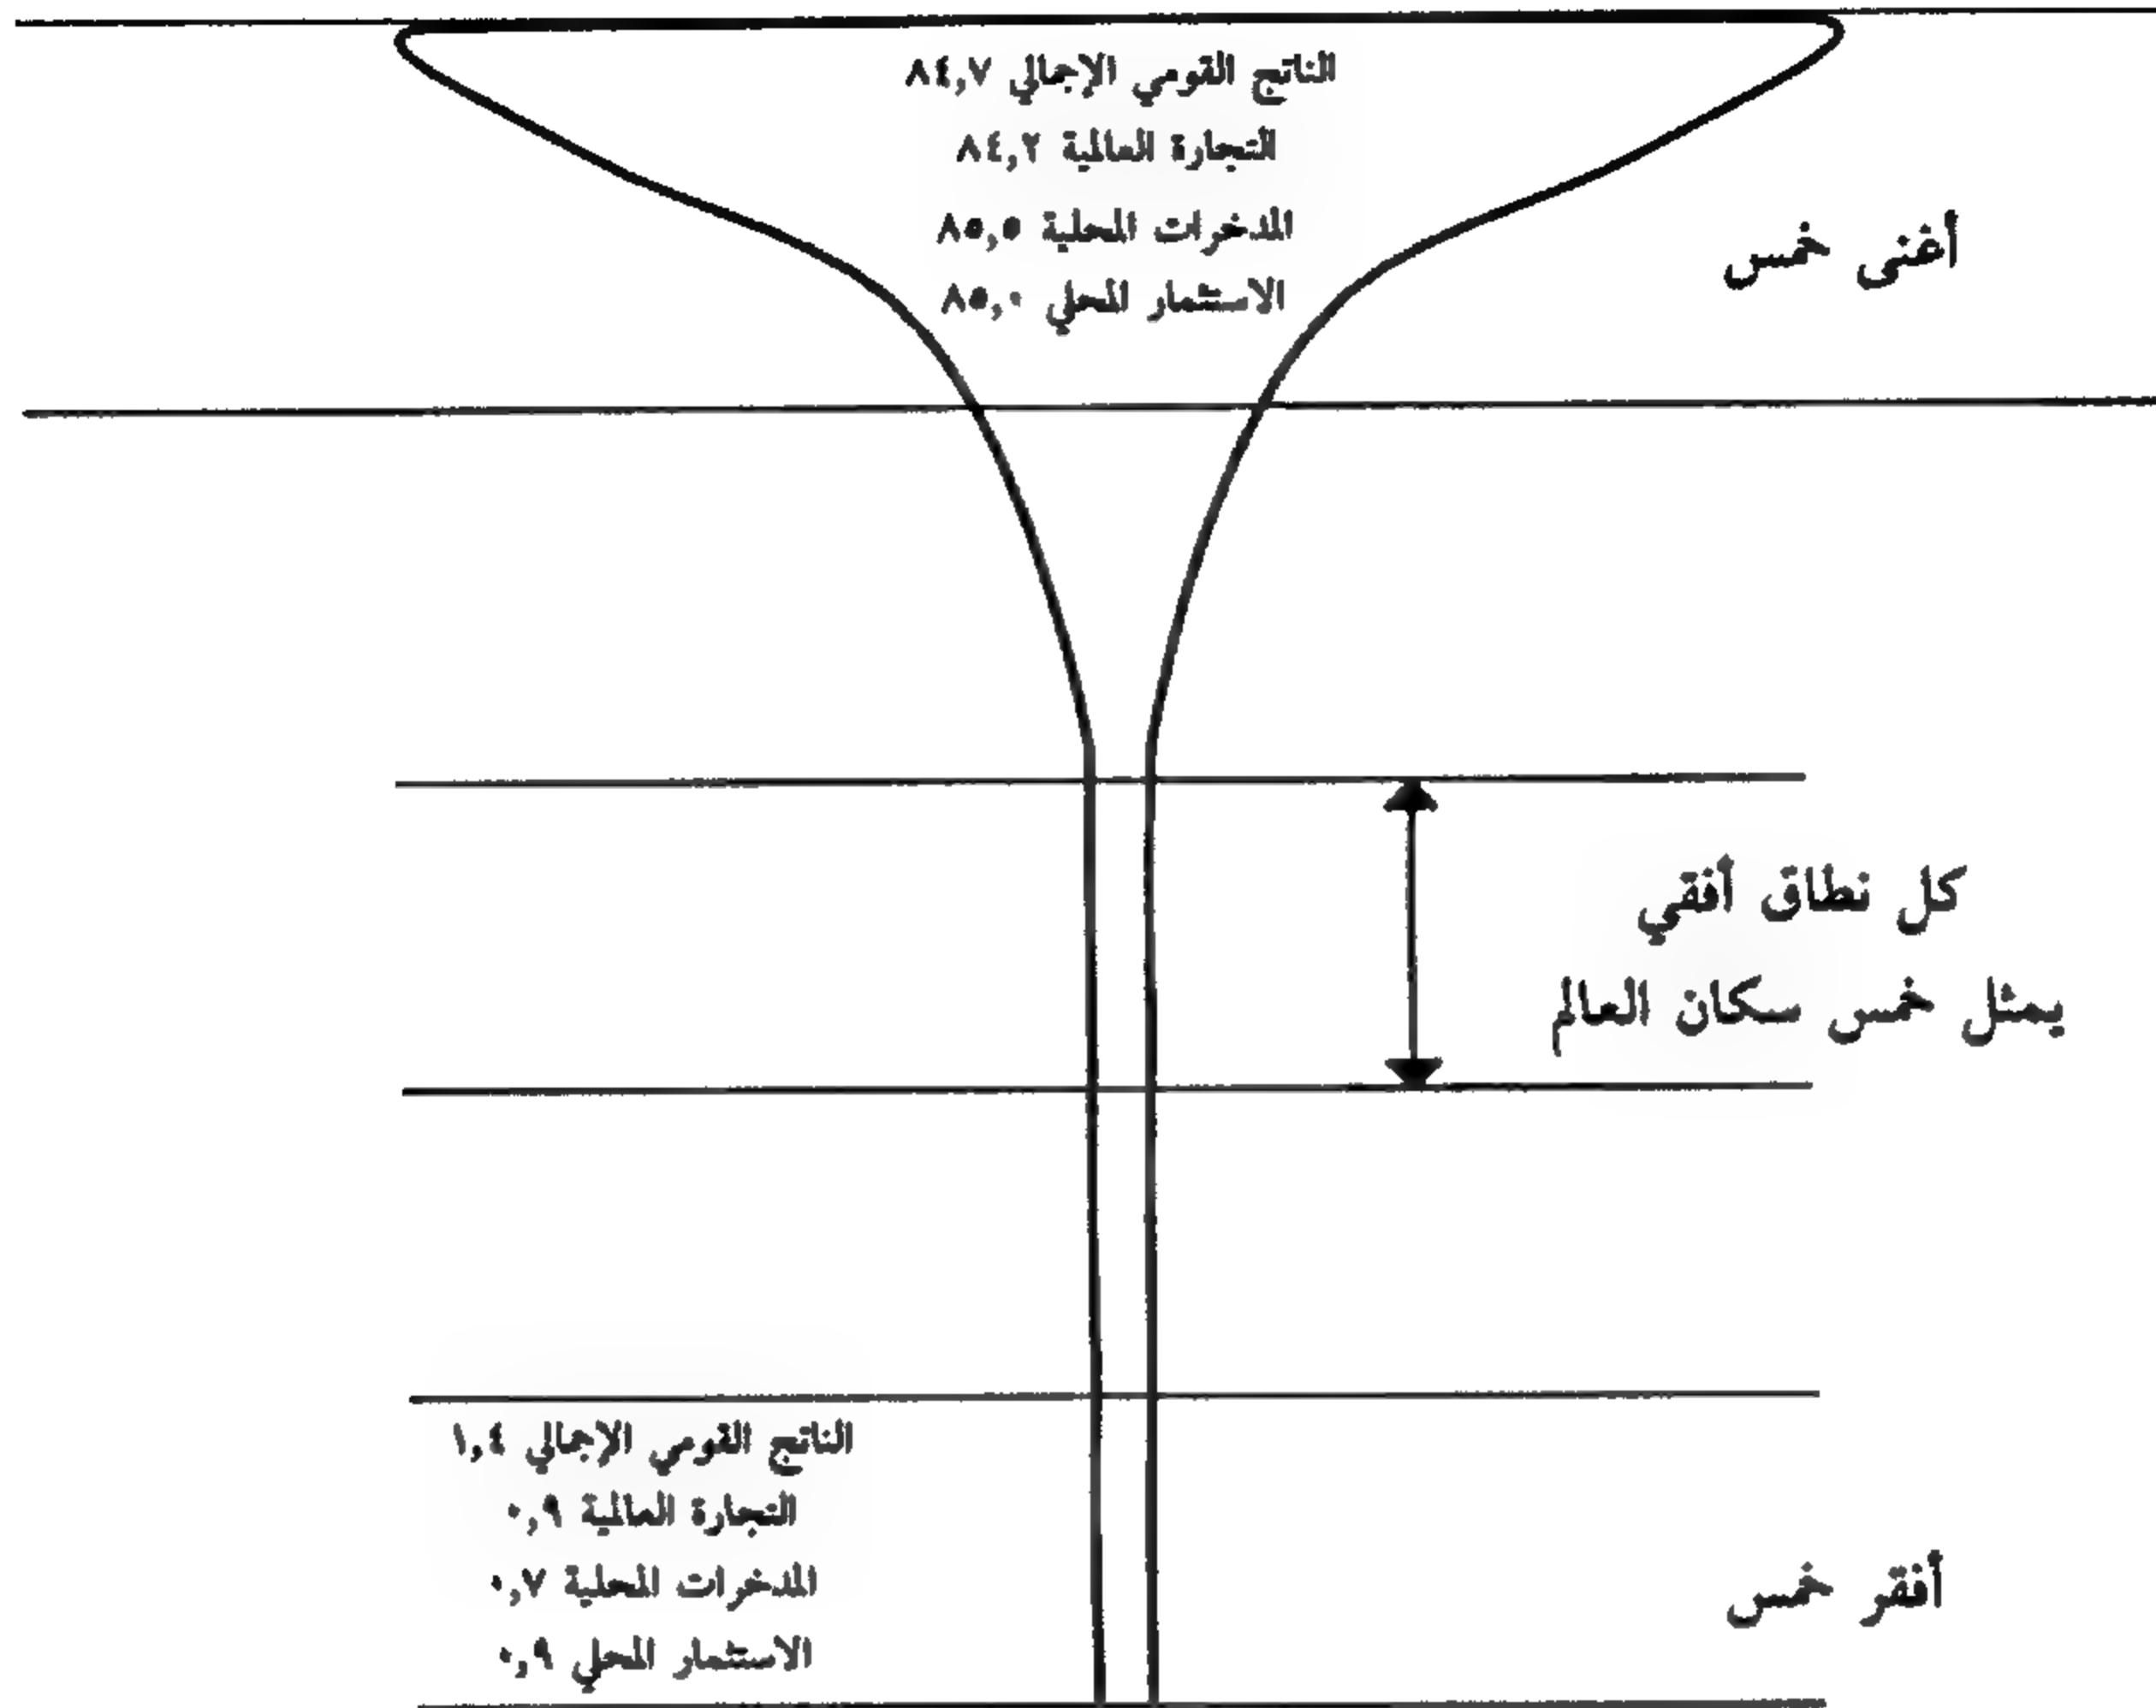 الناتج القومي الإجمالي ٨٤,٧
التجارة العالمية ٨٤,٢
المدخرات المحلية ٨٥,٥
الاستثمار المحلي ٨٥,٠
أغنى خمس
كل نطاق أفقي
يمثل خمس سكان العالم
الناتج القومي الإجمالي ١,٤
التجارة العالمية ٠,٩
المدخرات المحلية ٠,٧
الاستثمار المحلي ٠,٩
أفقر خمس